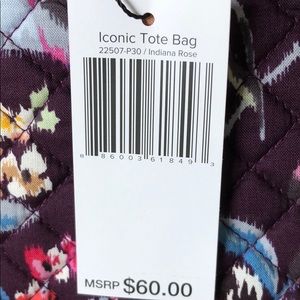 Iconic Tote Bag
22507-P30 / Indiana Rose
8 86003 61849 3
MSRP $60.00